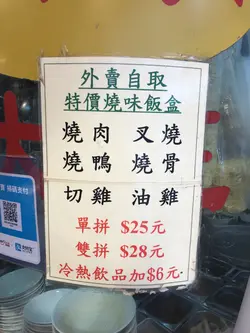 外賣自取
特價燒味飯盒
燒肉 叉燒
燒鴨 燒骨
切雞 油雞
單拼 $25元
雙拼 $28元
冷熱飲品加$6元.